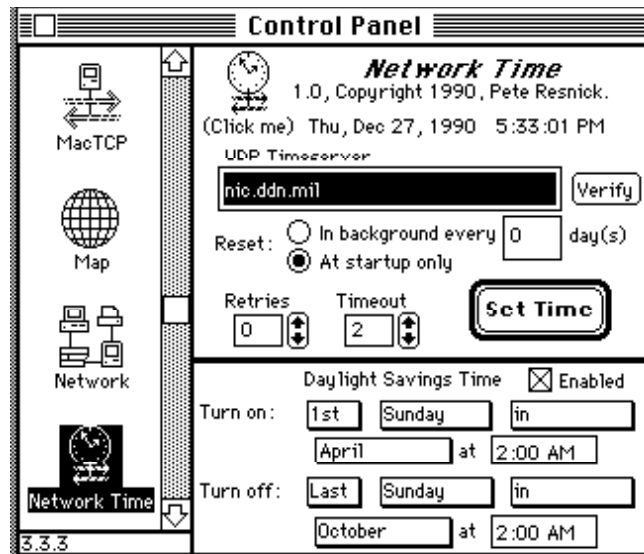 Control Panel
MacTCP
Map
Network
Network Time
3.3.3
Network Time
1.0, Copyright 1990, Pete Resnick.
(Click me) Thu, Dec 27, 1990 5:33:01 PM
UDP Timeserver
nic.ddn.mil Verify
Reset: In background every 0 day(s)
At startup only
Retries Timeout
0 2 Set Time
Daylight Savings Time Enabled
Turn on: 1st Sunday in
April at 2:00 AM
Turn off: Last Sunday in
October at 2:00 AM